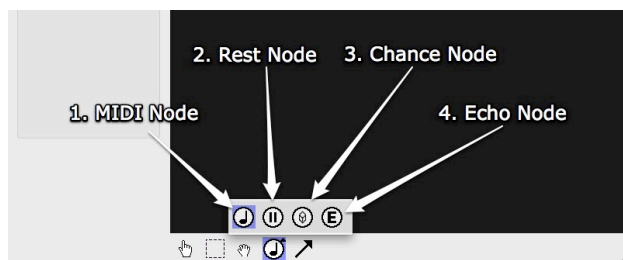 2. Rest Node
3. Chance Node
1. MIDI Node
4. Echo Node
E